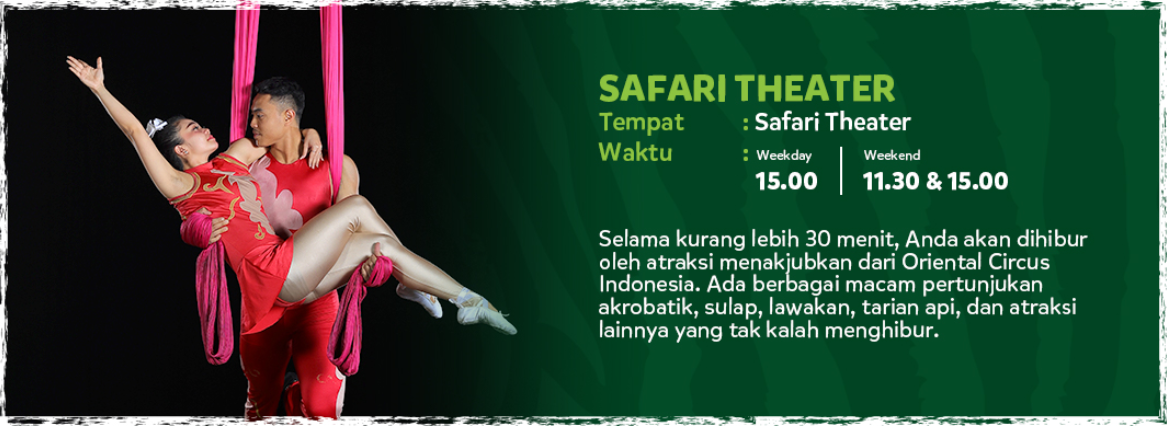 SAFARI THEATER
Tempat : Safari Theater
Waktu : Weekday Weekend
15.00 11.30 & 15.00
Selama kurang lebih 30 menit, Anda akan dihibur
oleh atraksi menakjubkan dari Oriental Circus
Indonesia. Ada berbagai macam pertunjukan
akrobatik, sulap, lawakan, tarian api, dan atraksi
lainnya yang tak kalah menghibur.